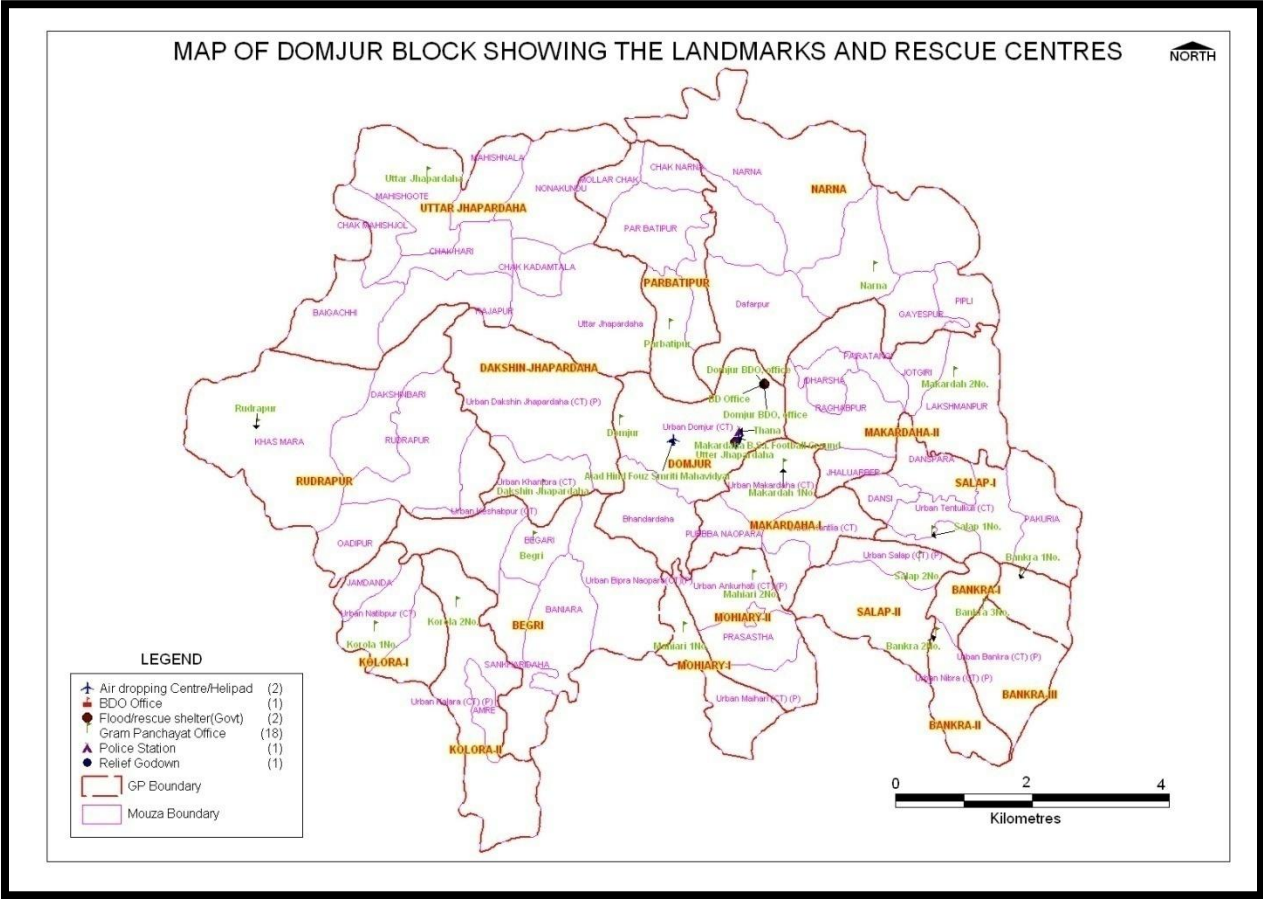 MAP OF DOMJUR BLOCK SHOWING THE LANDMARKS AND RESCUE CENTRES
NORTH
MAHISHNALA
Uttar Jhapardaha
MAHISHGOTE
NONAKUNDU
MOLLAR CHAK
CHAK NARNA
NARNA
NARNA
UTTAR JHAPARDAHA
CHAK MAHISHJOL
PAR BATIPUR
CHAK HARI
CHAK KADAMTALA
PARBATIPUR
Narna
BAIGACHHI
RAJAPUR
Uttar Jhapardaha
Dafarpur
GAYESPUR
PIPLI
Parbatipur
DAKSHIN-JHAPARDAHA
Domjur BDO, office
PAIRATANGI
DHARSHA
JOTGIRI
Makardah 2No.
DAKSHINBARI
Urban Dakshin Jhapardaha (CT) (P)
BD Office
RAGHABPUR
LAKSHMANPUR
Rudrapur
Domjur BDO, office
KHAS MARA
RUDRAPUR
Domjur
Urban Domjur (CT)
Thana
MAKARDAHA-II
Makardaha B.S.I. Football Ground
Utter Jhapardaha
DOMJUR
DANSPARA
Azad Hind Fouz Smriti Mahavidyal
JHALUARBER
RUDRAPUR
Urban Khantora (CT)
Dakshin Jhapardaha
Urban Makardaha (CT)
Makardah 1No.
SALAP-I
DANSI
Urban Tentulkuli (CT)
Urban Keshabpur (CT)
Bhandardaha
MAKARDAHA-I
Salap 1No.
PAKURIA
PURBBA NAOPARA
OADIPUR
BEGARI
Begri
Urban Salap (CT) (P)
Bankra 1No.
JAMDANDA
Urban Bipra Naopara(CT)(P)
Urban Ankurhati (CT)(P)
Mahiari 2No.
Salap 2No.
BANKRA-I
Urban Natibpur (CT)
Korola 2No.
BANIARA
MOHIARY-II
SALAP-II
Bankra 3No.
BEGRI
PRASASTHA
Korola 1No.
Mohiari 1No.
Bankra 2No.
KOLORA-I
SANKHARIDAHA
MOHIARY-I
Urban Bankra (CT) (P)
Urban Nibra (CT) (P)
Urban Kalara (CT) (P)
AMRE
Urban Maihari (CT) (P)
BANKRA-III
BANKRA-II
KOLORA-II
LEGEND
Air dropping Centre/Helipad (2)
BDO Office (1)
Flood/rescue shelter(Govt) (2)
Gram Panchayat Office (18)
Police Station (1)
Relief Godown (1)
GP Boundary
Mouza Boundary
0 2 4
Kilometres